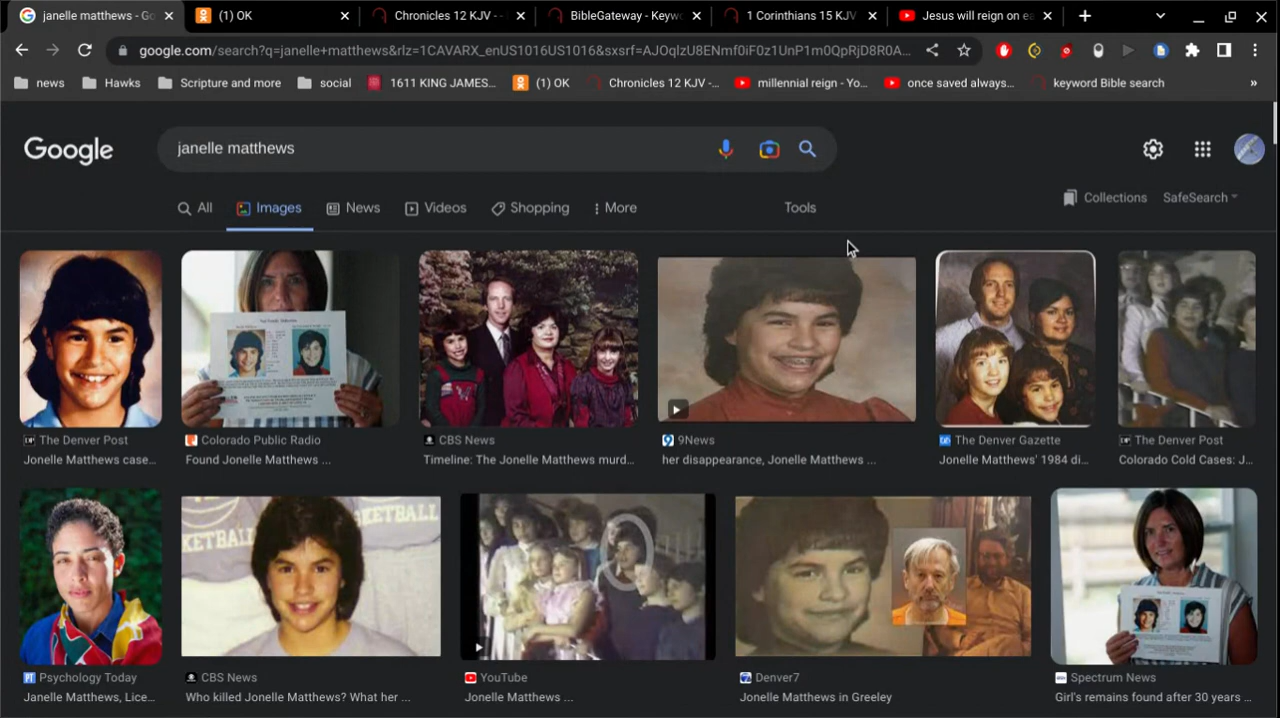 janelle matthews - Go
(1) OK
Chronicles 12 KJV - -
BibleGateway - Keyw
1 Corinthians 15 KJV
Jesus will reign on ea
google.com/search?q=janelle+matthews&rlz=1CAVARX_enUS1016US1016&sxsrf=AJOqlzU8ENmf0iF0z1UnP1m0QpRjD8R0A...
news
Hawks
Scripture and more
social
1611 KING JAMES...
(1) OK
Chronicles 12 KJV -...
millennial reign - Yo...
once saved always...
keyword Bible search
»
Google
janelle matthews
All
Images
News
Videos
Shopping
More
Tools
Collections
SafeSearch
KETBALL
KETBALL
The Denver Post
Jonelle Matthews case...
Colorado Public Radio
Found Jonelle Matthews ...
CBS News
Timeline: The Jonelle Matthews murd...
9News
her disappearance, Jonelle Matthews ...
The Denver Gazette
Jonelle Matthews' 1984 di...
The Denver Post
Colorado Cold Cases: J...
Psychology Today
Janelle Matthews, Lice...
CBS News
Who killed Jonelle Matthews? What her ...
YouTube
Jonelle Matthews ...
Denver7
Jonelle Matthews in Greeley
Spectrum News
Girl's remains found after 30 years ...